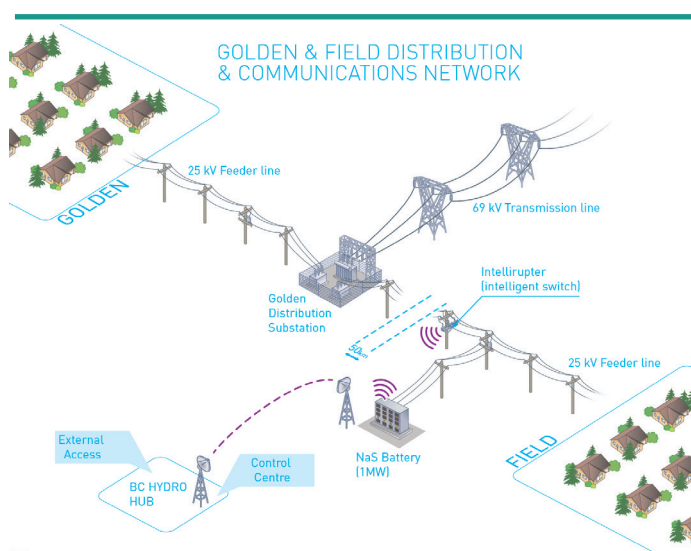 GOLDEN & FIELD DISTRIBUTION
& COMMUNICATIONS NETWORK
25 kV Feeder line
GOLDEN
69 kV Transmission line
Intellirupter
(intelligent switch)
Golden
Distribution
Substation
50km
25 kV Feeder line
External
Access
NaS Battery
(1MW)
FIELD
Control
Centre
BC HYDRO
HUB